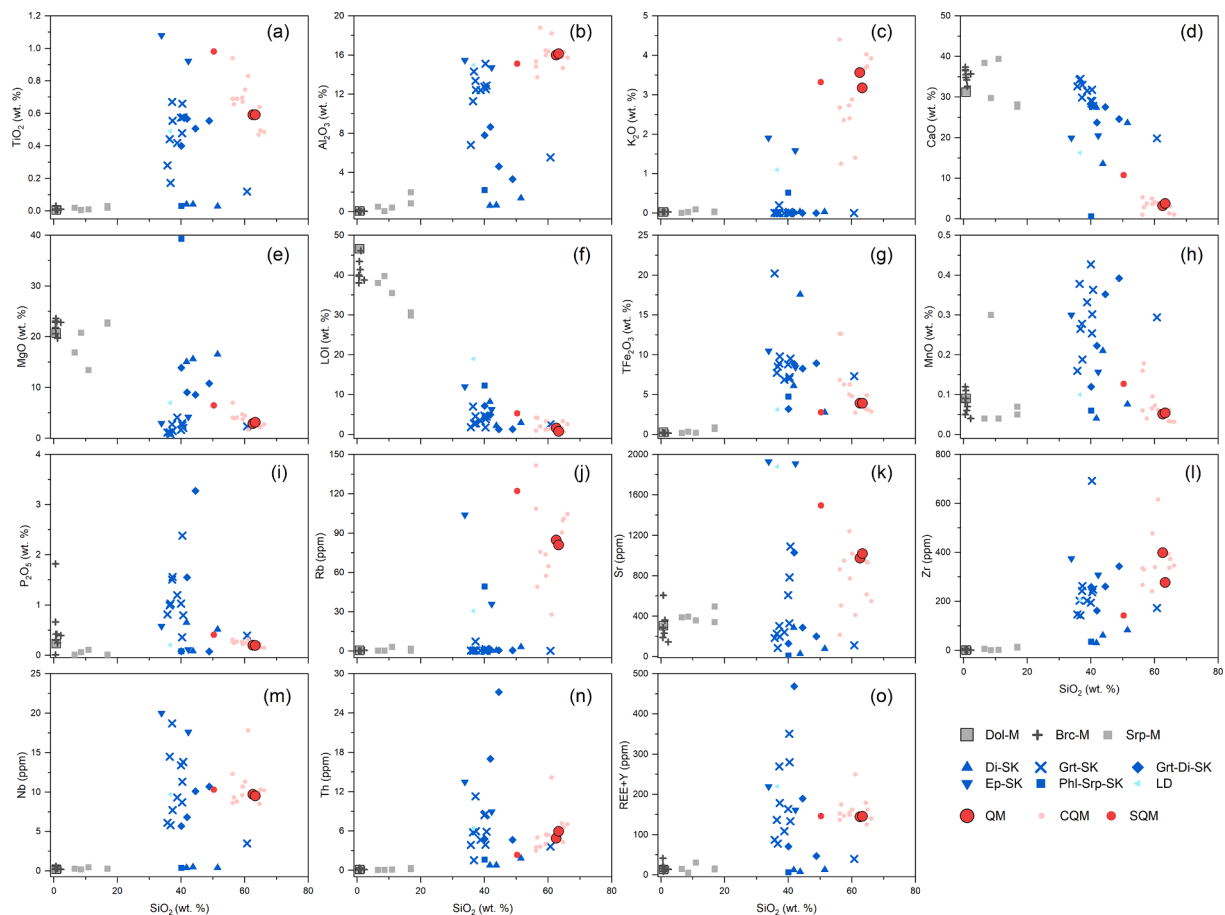 (a)
TiO2 (wt. %)
1.2
1.0
0.8
0.6
0.4
0.2
0.0
(b)
Al2O3 (wt. %)
20
16
12
8
4
0
(c)
K2O (wt. %)
5
4
3
2
1
0
(d)
CaO (wt. %)
50
40
30
20
10
0
(e)
MgO (wt. %)
40
30
20
10
0
(f)
LOI (wt. %)
50
40
30
20
10
0
(g)
TFe2O3 (wt. %)
25
20
15
10
5
0
(h)
MnO (wt. %)
0.5
0.4
0.3
0.2
0.1
0.0
(i)
P2O5 (wt. %)
4
3
2
1
0
(j)
Rb (ppm)
150
120
90
60
30
0
(k)
Sr (ppm)
2000
1600
1200
800
400
0
(l)
Zr (ppm)
800
600
400
200
0
0 20 40 60 80
SiO2 (wt. %)
(m)
Nb (ppm)
25
20
15
10
5
0
0 20 40 60 80
SiO2 (wt. %)
(n)
Th (ppm)
30
24
18
12
6
0
0 20 40 60 80
SiO2 (wt. %)
(o)
REE+Y (ppm)
500
400
300
200
100
0
0 20 40 60 80
SiO2 (wt. %)
Dol-M Brc-M Srp-M
Di-SK Grt-SK Grt-Di-SK
Ep-SK Phl-Srp-SK LD
QM CQM SQM